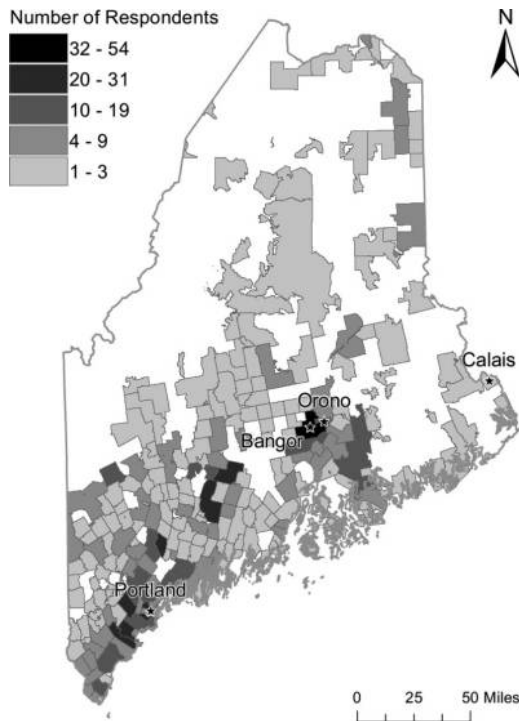 Number of Respondents
32 - 54
20 - 31
10 - 19
4 - 9
1 - 3
N
Calais
Orono
Bangor
Portland
0 25 50 Miles